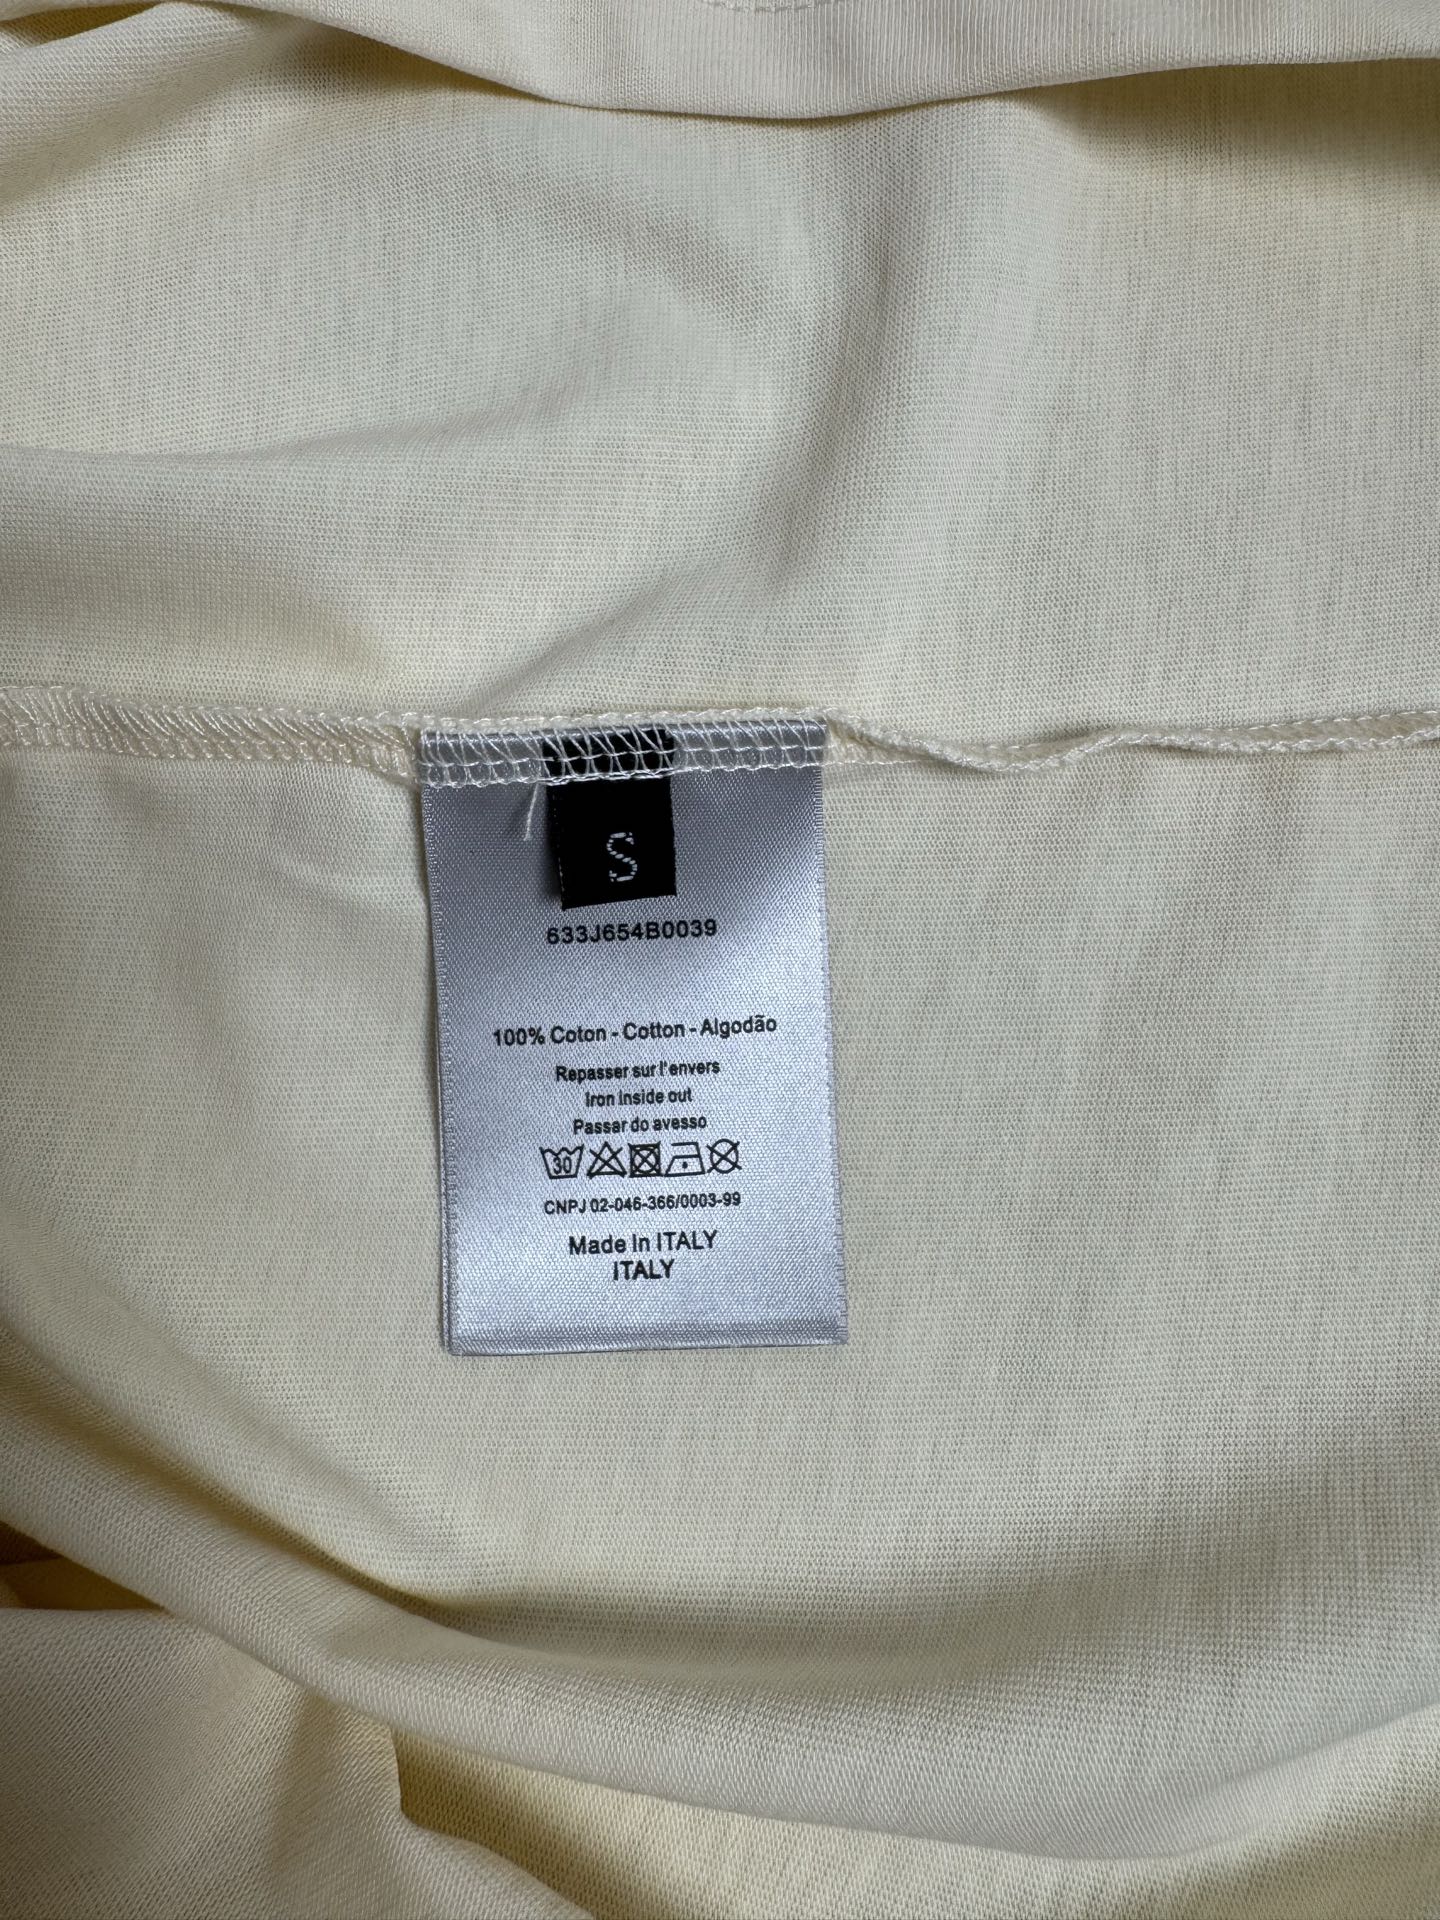 S
633J654B0039
100% Coton - Cotton - Algodão
Repasser sur l'envers
Iron inside out
Passar do avesso
30
CNPJ 02-046-366/0003-99
Made In ITALY
ITALY